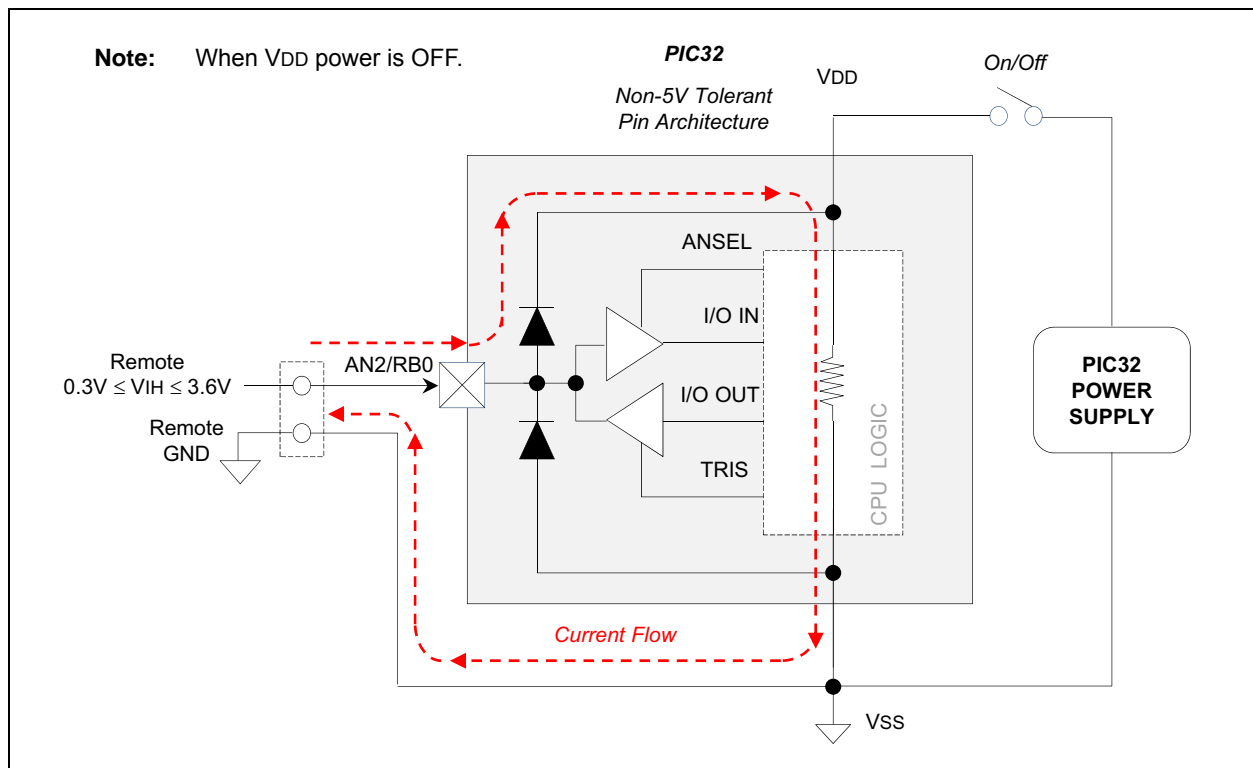 Note: When VDD power is OFF.
PIC32
Non-5V Tolerant
Pin Architecture
VDD
On/Off
ANSEL
I/O IN
AN2/RB0
Remote
0.3V ≤ VIH ≤ 3.6V
I/O OUT
Remote
GND
TRIS
CPU LOGIC
PIC32
POWER
SUPPLY
Current Flow
VSS